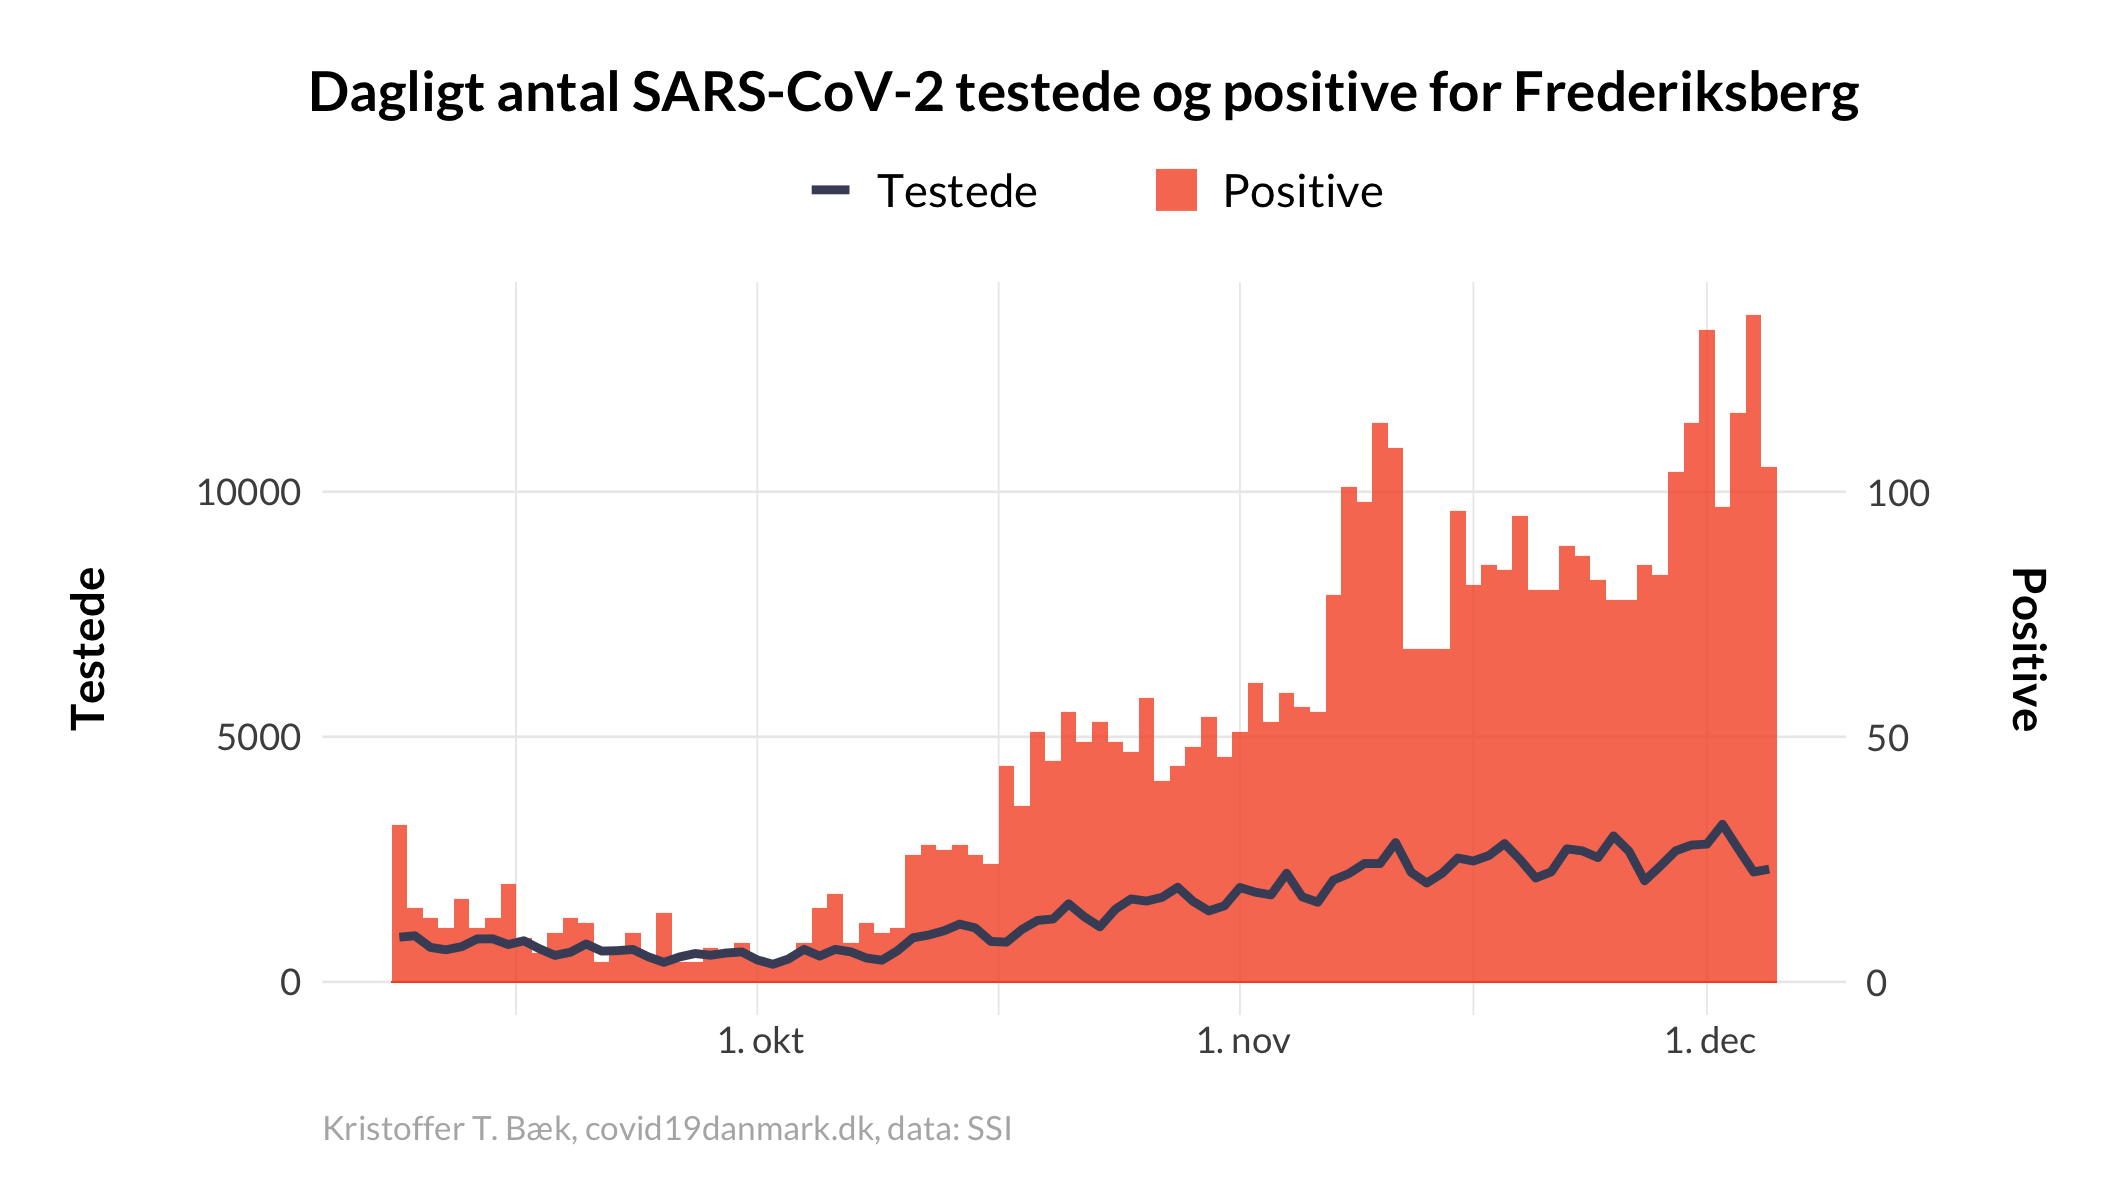 Dagligt antal SARS-CoV-2 testede og positive for Frederiksberg
Testede
Positive
10000
5000
0
100
50
0
Testede
Positive
1. okt
1. nov
1. dec
Kristoffer T. Bæk, covid19danmark.dk, data: SSI